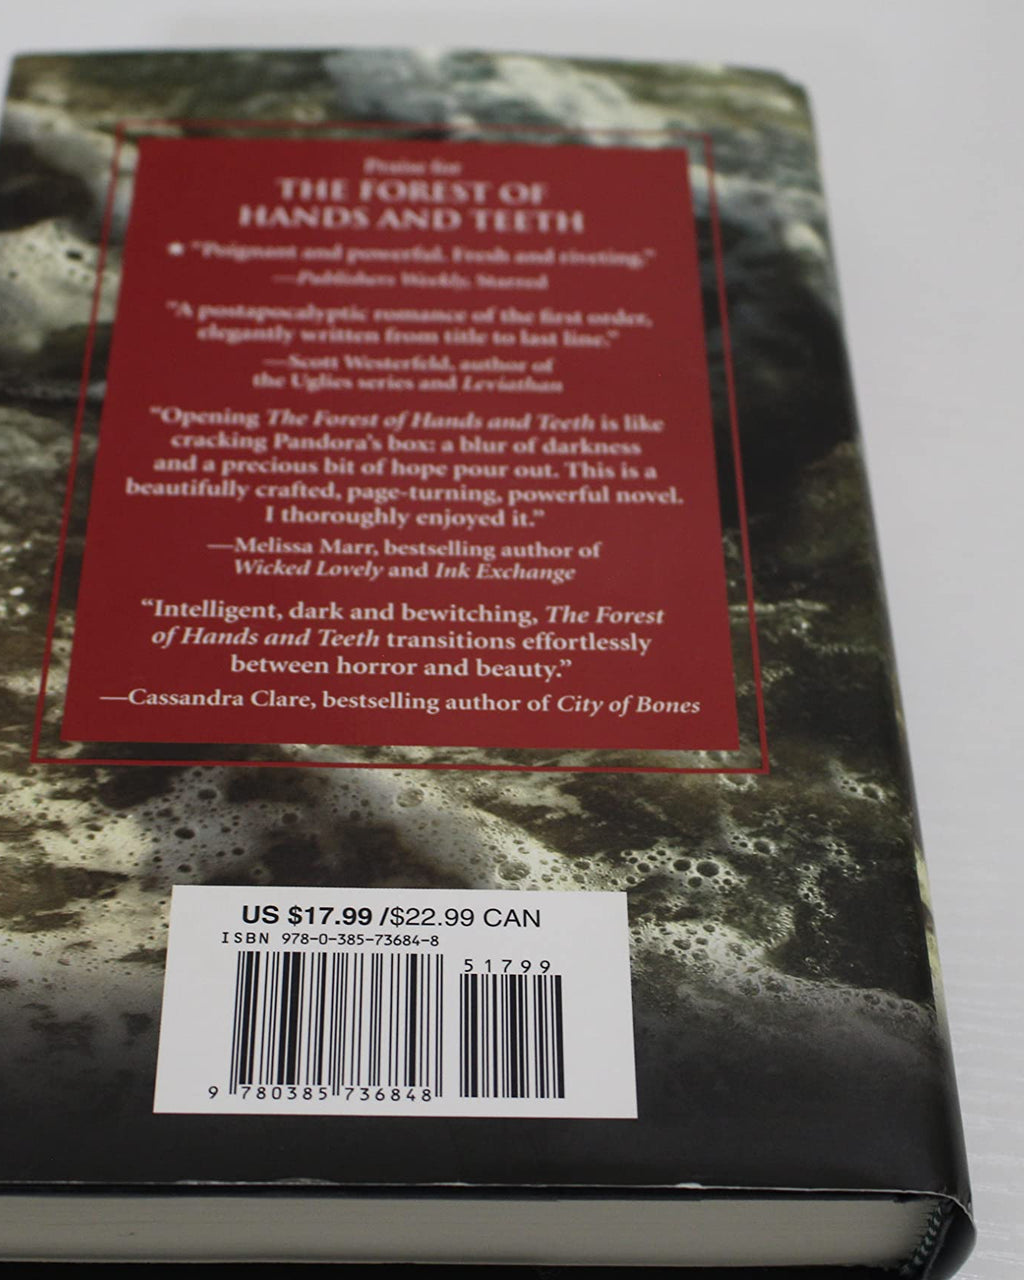 Praise for
THE FOREST OF
HANDS AND TEETH
★ “Poignant and powerful. Fresh and riveting.”
—Publishers Weekly, Starred
“A postapocalyptic romance of the first order,
elegantly written from title to last line.”
—Scott Westerfeld, author of
the Uglies series and Leviathan
“Opening The Forest of Hands and Teeth is like
cracking Pandora’s box: a blur of darkness
and a precious bit of hope pour out. This is a
beautifully crafted, page-turning, powerful novel.
I thoroughly enjoyed it.”
—Melissa Marr, bestselling author of
Wicked Lovely and Ink Exchange
“Intelligent, dark and bewitching, The Forest
of Hands and Teeth transitions effortlessly
between horror and beauty.”
—Cassandra Clare, bestselling author of City of Bones
US $17.99 /$22.99 CAN
ISBN 978-0-385-73684-8
51799
9 780385 736848